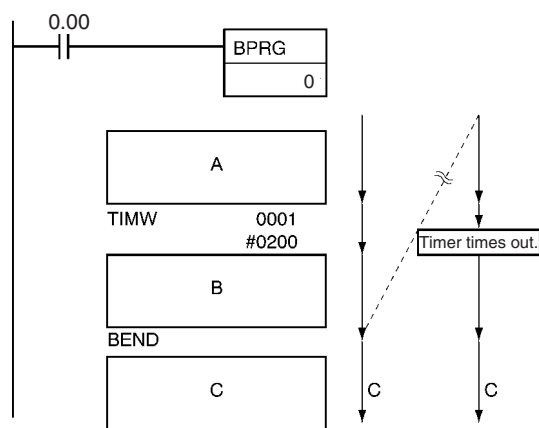 0.00
BPRG
0
A
TIMW 0001
#0200
Timer times out.
B
BEND
C
C
C